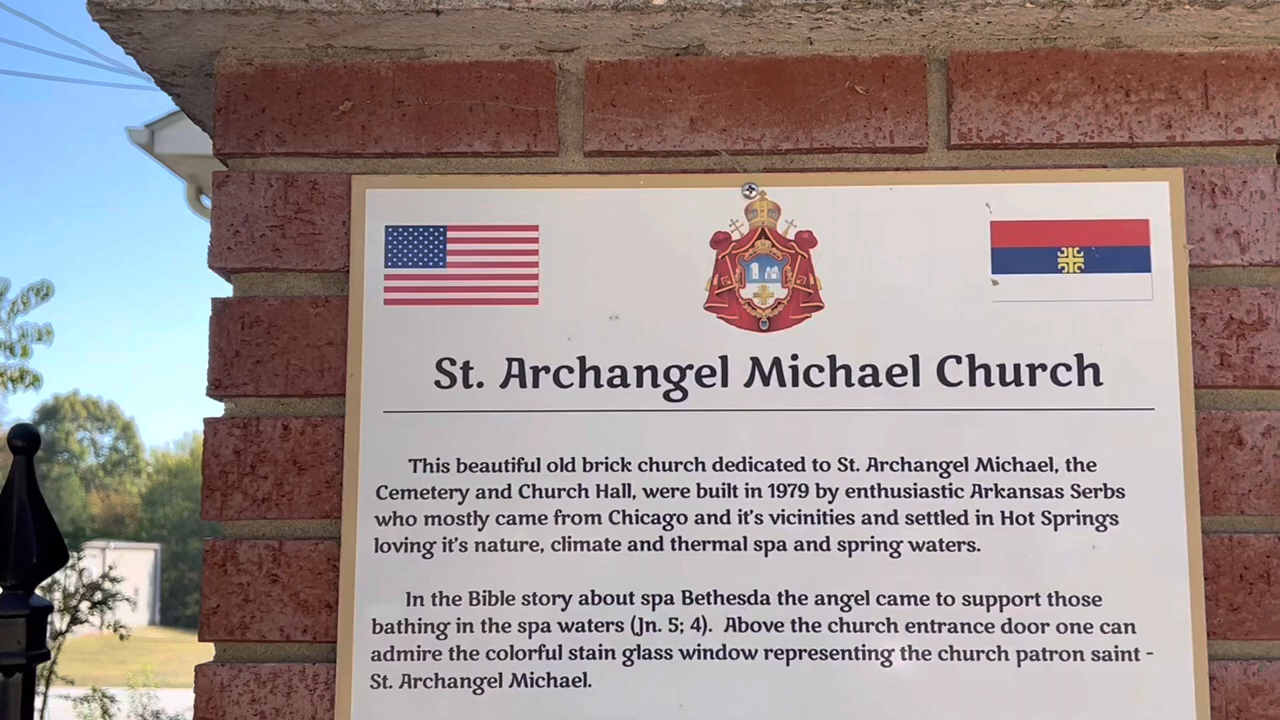 St. Archangel Michael Church
This beautiful old brick church dedicated to St. Archangel Michael, the
Cemetery and Church Hall, were built in 1979 by enthusiastic Arkansas Serbs
who mostly came from Chicago and it's vicinities and settled in Hot Springs
loving it's nature, climate and thermal spa and spring waters.
In the Bible story about spa Bethesda the angel came to support those
bathing in the spa waters (Jn. 5; 4). Above the church entrance door one can
admire the colorful stain glass window representing the church patron saint -
St. Archangel Michael.